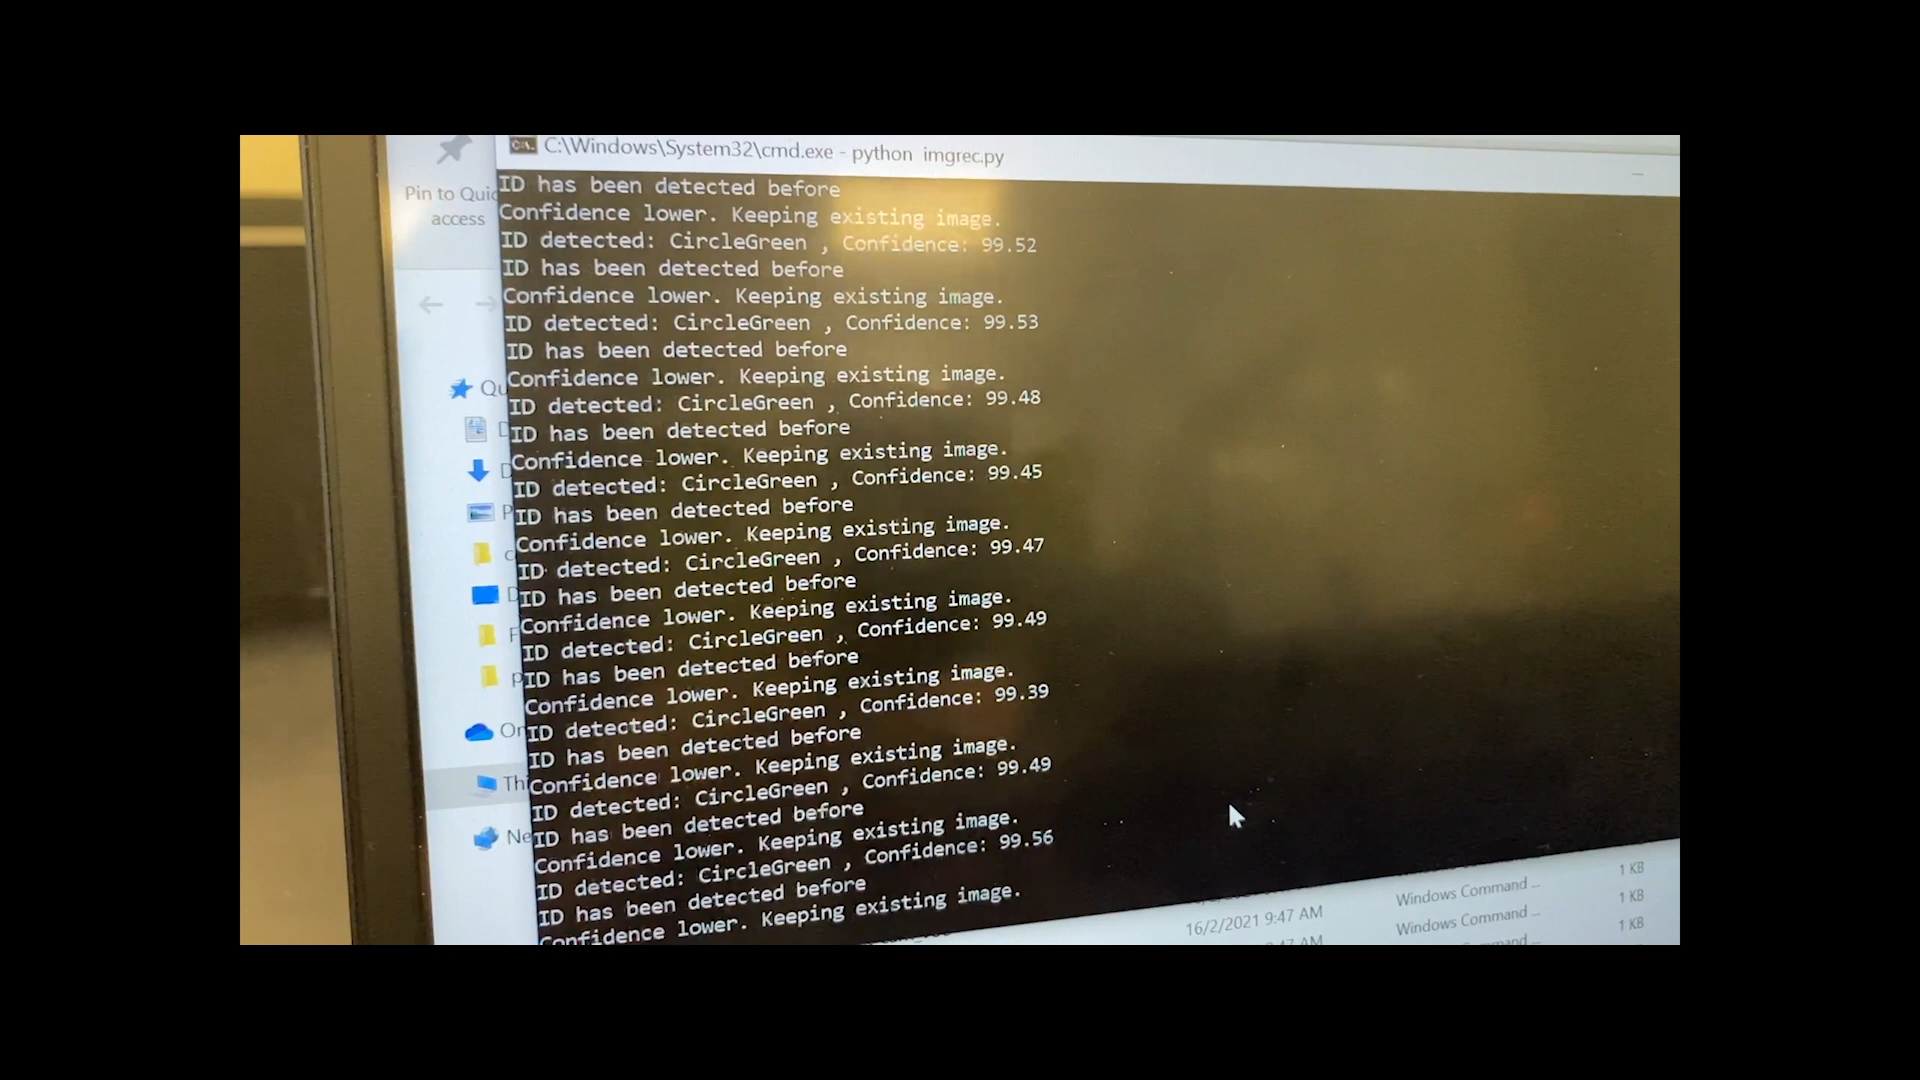 C:\Windows\System32\cmd.exe - python imgrec.py
Pin to Quic
access
ID has been detected before
Confidence lower. Keeping existing image.
ID detected: CircleGreen , Confidence: 99.52
ID has been detected before
Confidence lower. Keeping existing image.
ID detected: CircleGreen , Confidence: 99.53
ID has been detected before
Confidence lower. Keeping existing image.
ID detected: CircleGreen , Confidence: 99.48
ID has been detected before
Confidence lower. Keeping existing image.
ID detected: CircleGreen , Confidence: 99.45
ID has been detected before
Confidence lower. Keeping existing image.
ID detected: CircleGreen , Confidence: 99.47
ID has been detected before
Confidence lower. Keeping existing image.
ID detected: CircleGreen , Confidence: 99.49
ID has been detected before
Confidence lower. Keeping existing image.
ID detected: CircleGreen , Confidence: 99.39
ID has been detected before
Confidence lower. Keeping existing image.
ID detected: CircleGreen , Confidence: 99.49
ID has been detected before
Confidence lower. Keeping existing image.
ID detected: CircleGreen , Confidence: 99.56
ID has been detected before
Confidence lower. Keeping existing image.
Qu
D
D
P
c
D
F
p
On
Thi
Ne
16/2/2021 9:47 AM Windows Command ... 1 KB
Windows Command ... 1 KB
1 KB